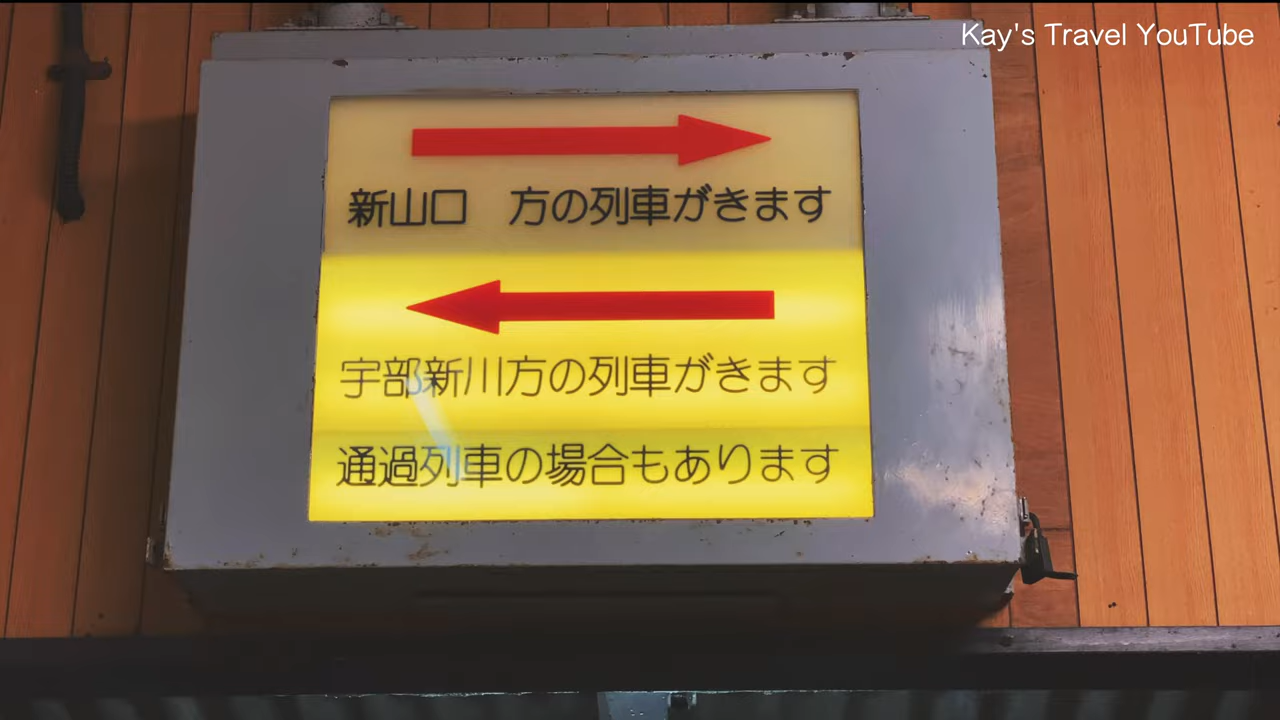 Kay's Travel YouTube
新山口　方の列車がきます
宇部新川方の列車がきます
通過列車の場合もあります